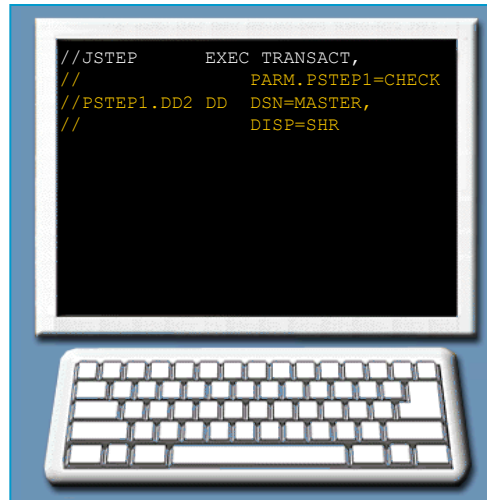 //JSTEP     EXEC TRANSACT,
//             PARM.PSTEP1=CHECK
//PSTEP1.DD2 DD  DSN=MASTER,
//             DISP=SHR